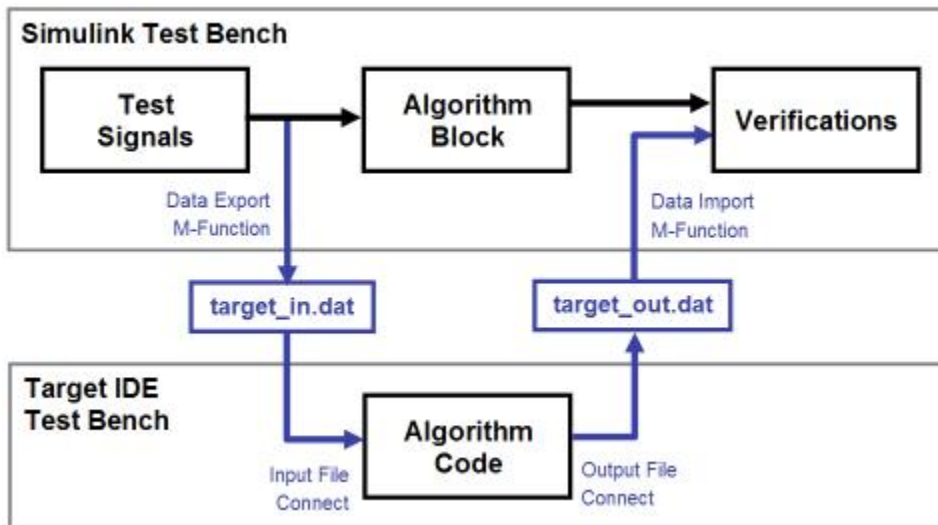 Simulink Test Bench
Test
Signals
Algorithm
Block
Verifications
Data Export
M-Function
Data Import
M-Function
target_in.dat
target_out.dat
Target IDE
Test Bench
Algorithm
Code
Input File
Connect
Output File
Connect